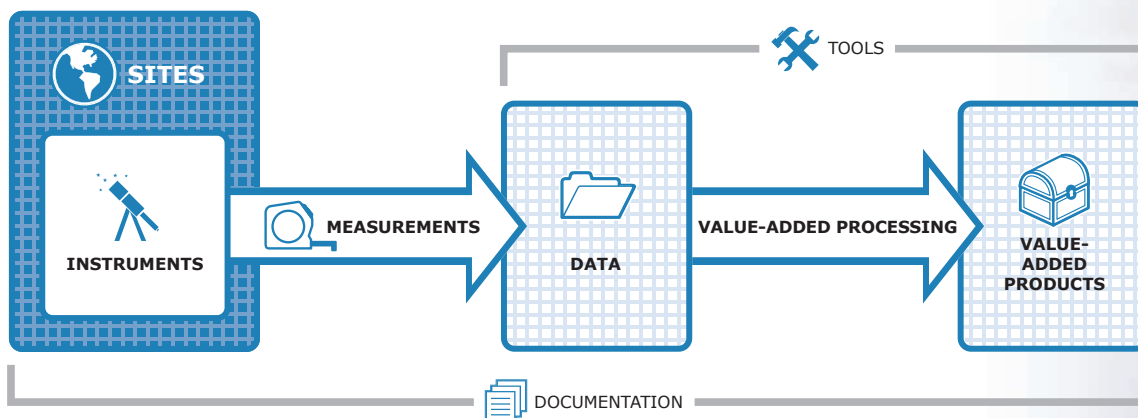 TOOLS
SITES
INSTRUMENTS
MEASUREMENTS
DATA
VALUE-ADDED PROCESSING
VALUE-
ADDED
PRODUCTS
DOCUMENTATION